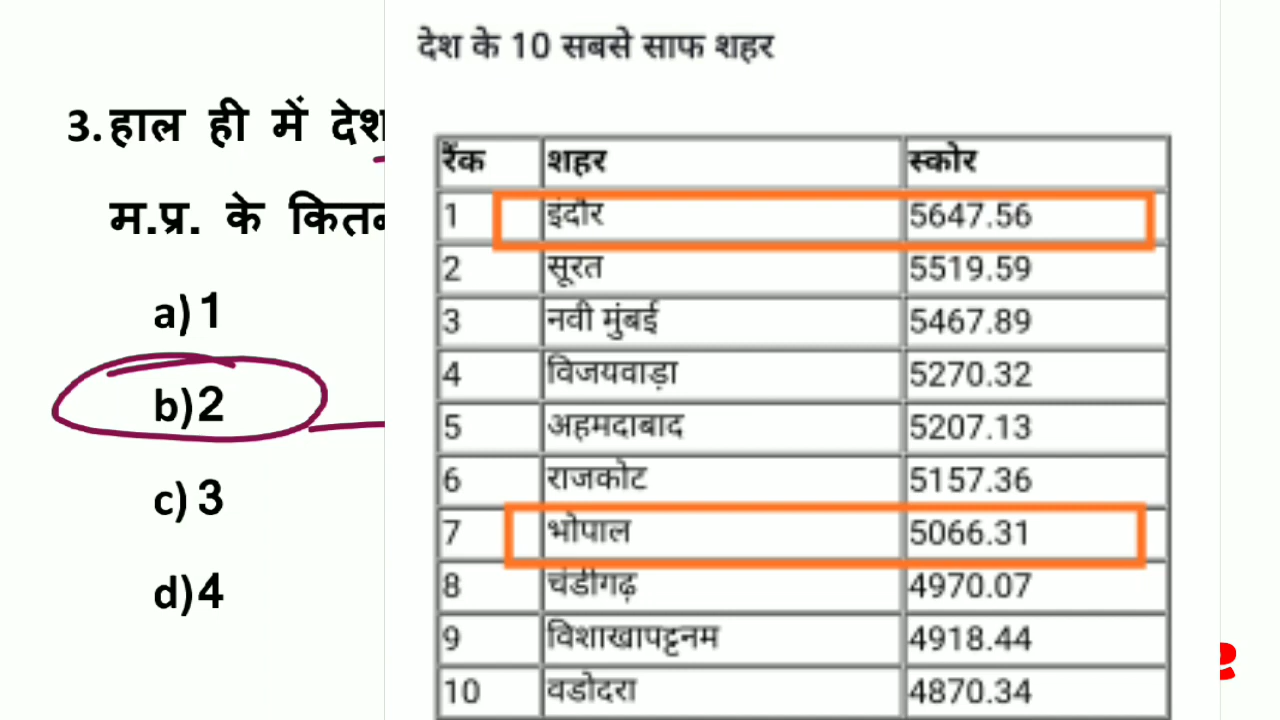 3. हाल ही में देश
म.प्र. के
a) 1
b) 2
c) 3
d) 4
देश के 10 सबसे साफ शहर
रैंक शहर स्कोर
1 इंदौर 5647.56
2 सूरत 5519.59
3 नवी मुंबई 5467.89
4 विजयवाड़ा 5270.32
5 अहमदाबाद 5207.13
6 राजकोट 5157.36
7 भोपाल 5066.31
8 चंडीगढ़ 4970.07
9 विशाखापट्टनम 4918.44
10 वडोदरा 4870.34